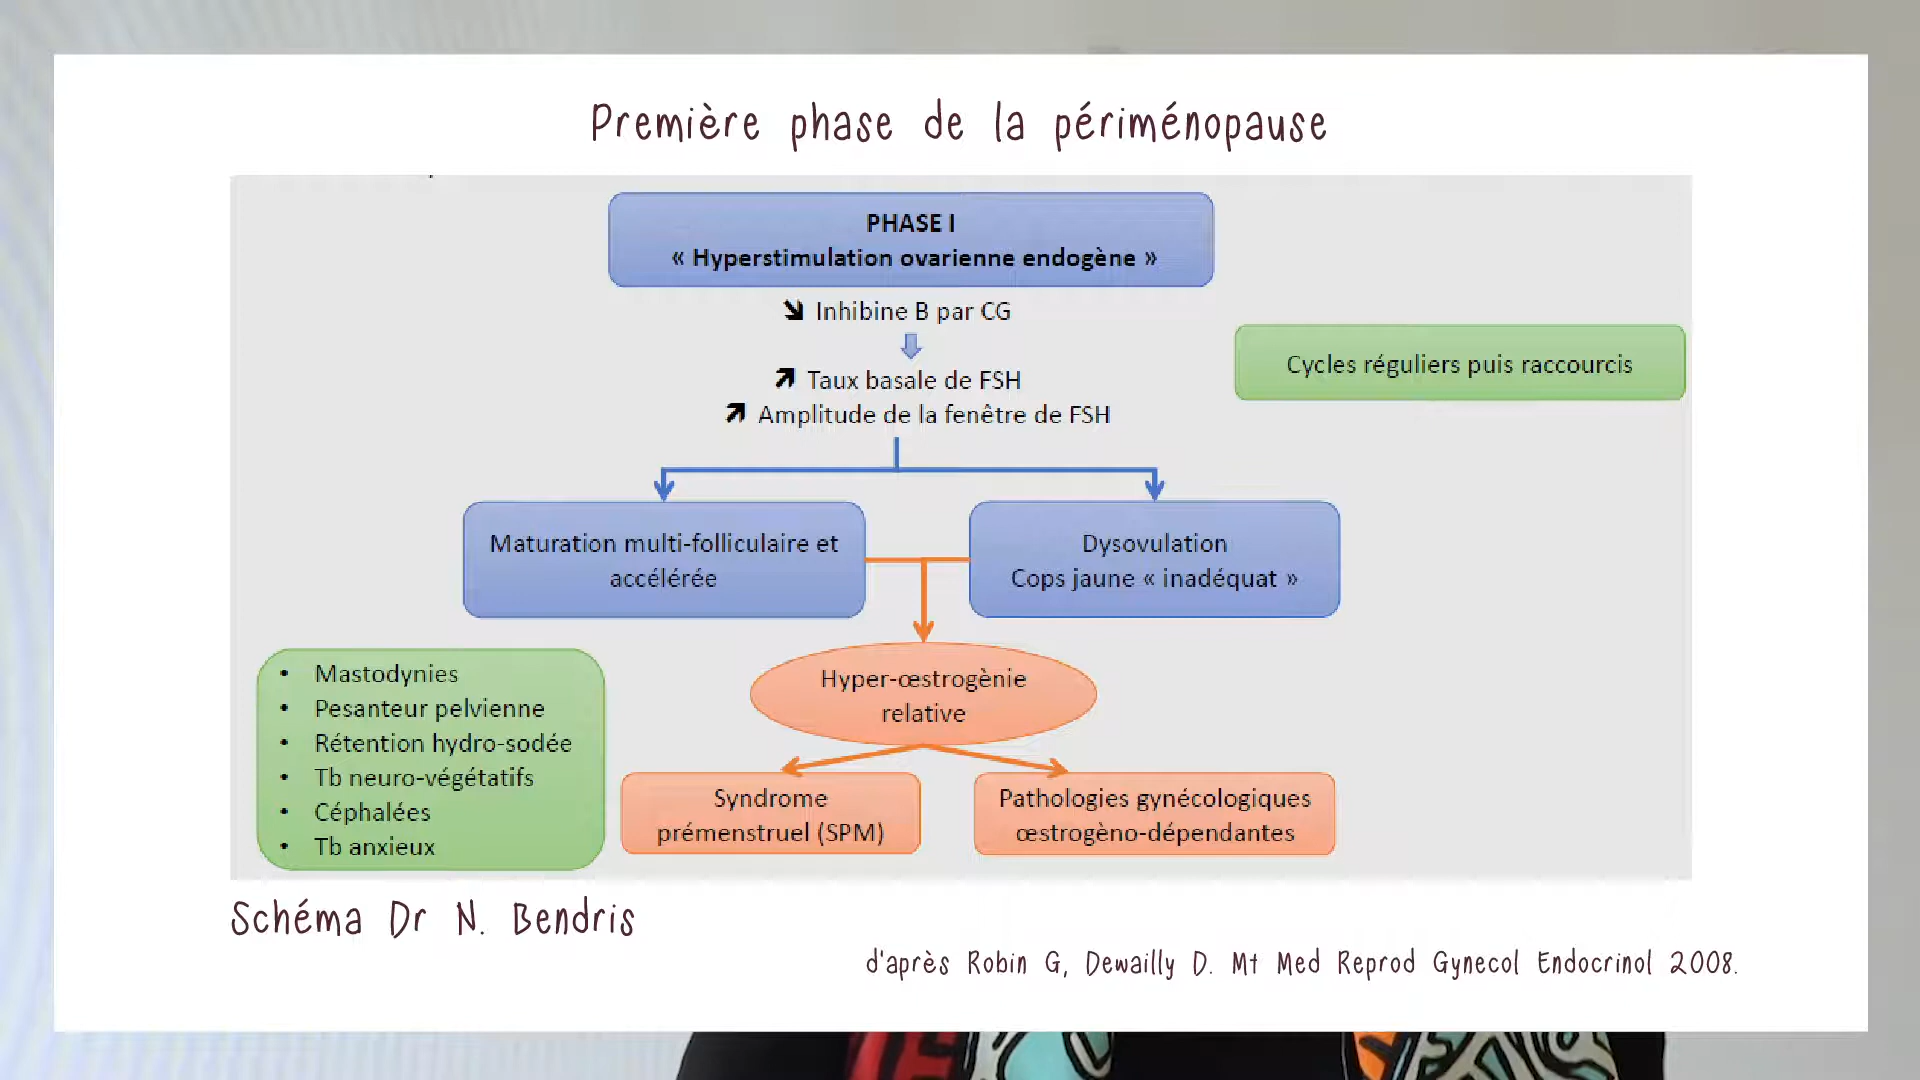 Première phase de la périménopause
PHASE I
« Hyperstimulation ovarienne endogène »
Inhibine B par CG
Taux basale de FSH
Amplitude de la fenêtre de FSH
Cycles réguliers puis raccourcis
Maturation multi-folliculaire et
accélérée
Dysovulation
Cops jaune « inadéquat »
Hyper-œstrogènie
relative
• Mastodynies
• Pesanteur pelvienne
• Rétention hydro-sodée
• Tb neuro-végétatifs
• Céphalées
• Tb anxieux
Syndrome
prémenstruel (SPM)
Pathologies gynécologiques
œstrogèno-dépendantes
Schéma Dr N. Bendris
d'après Robin G, Dewailly D. Mt Med Reprod Gynecol Endocrinol 2008.